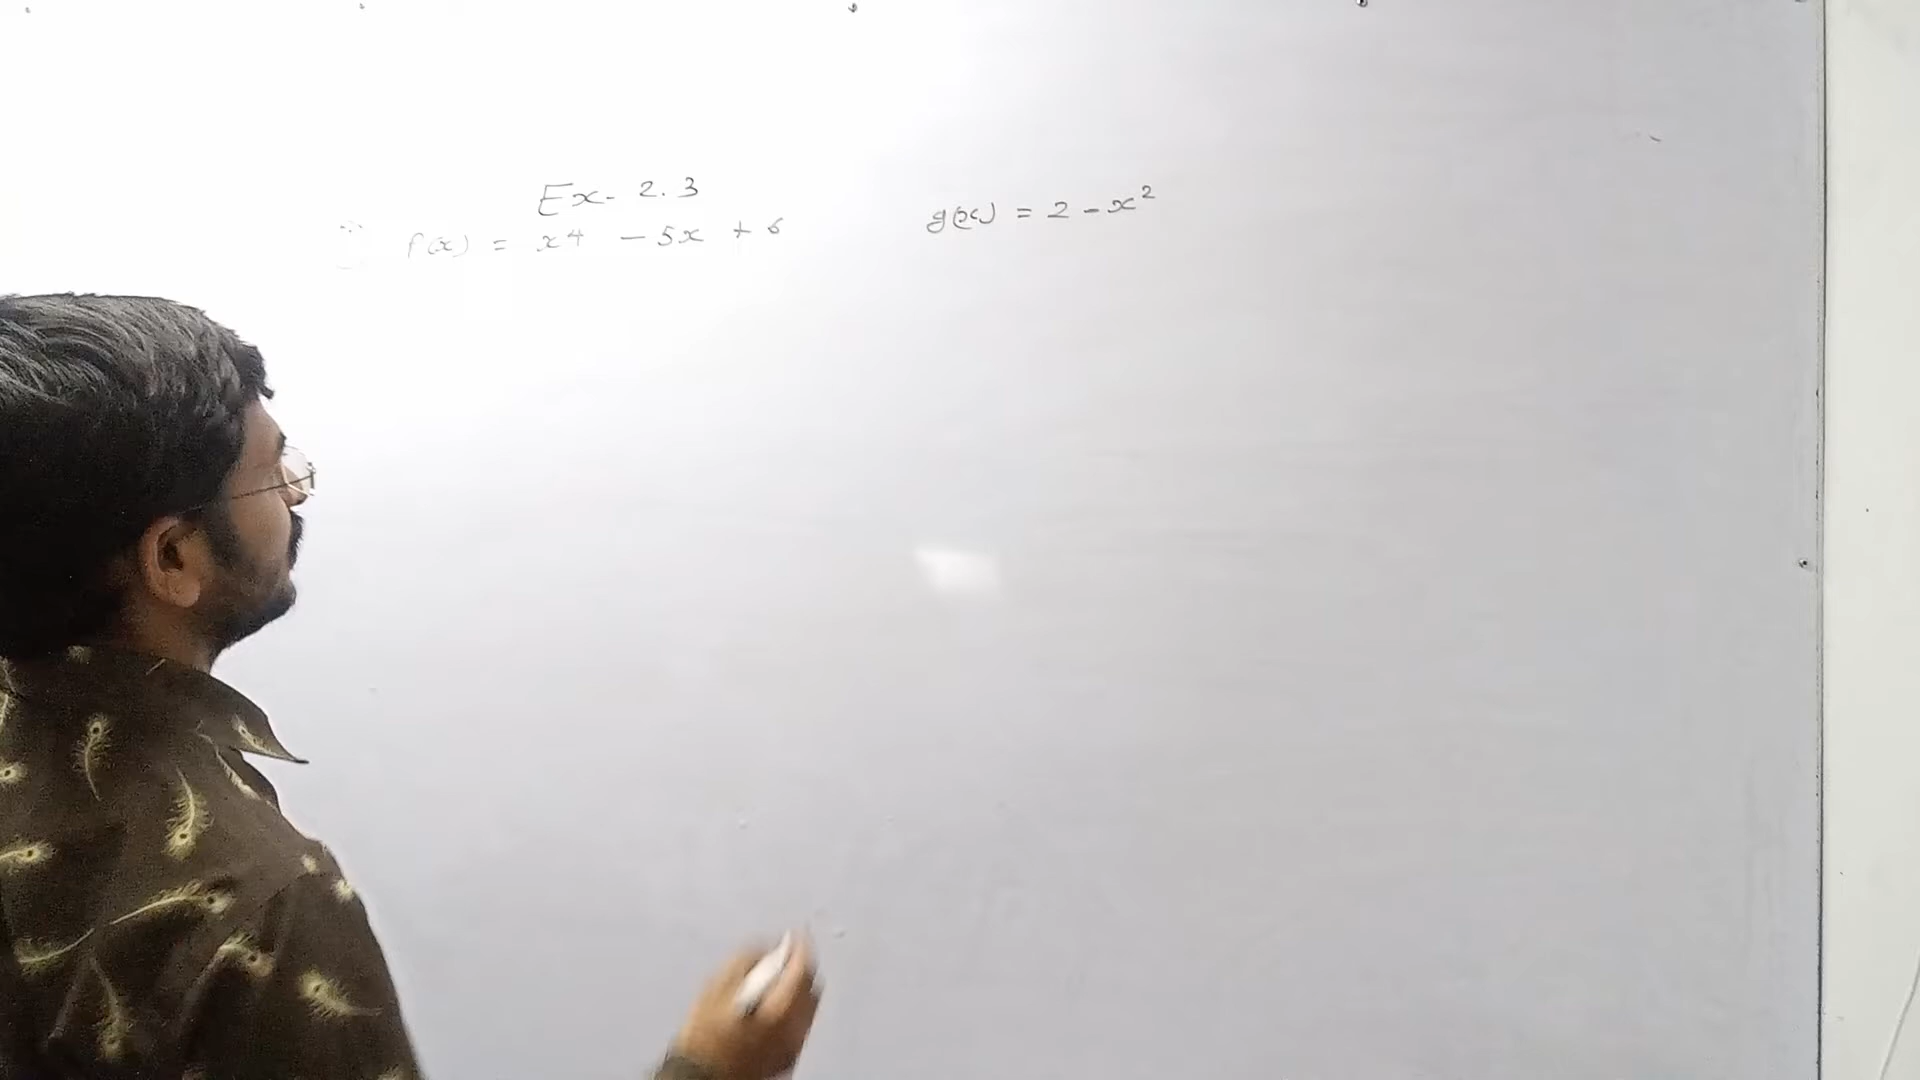 Ex- 2.3
f(x) = x4 - 5x + 6
g(x) = 2 - x²